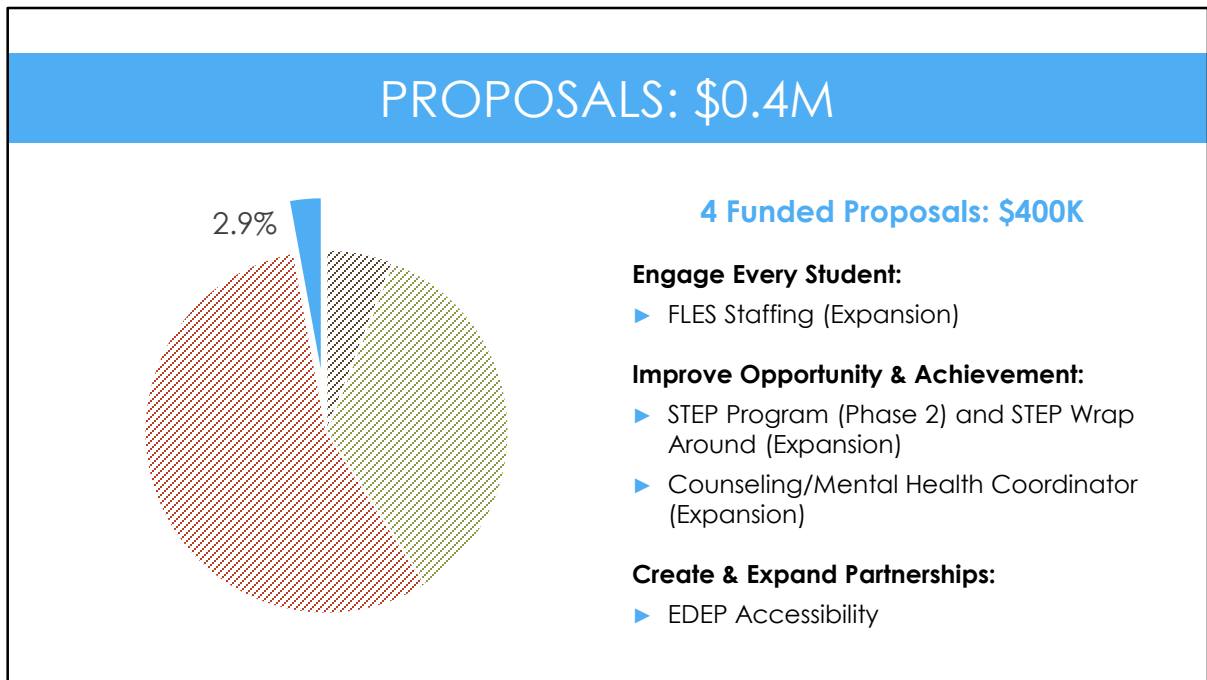 PROPOSALS: $0.4M
2.9%
4 Funded Proposals: $400K
Engage Every Student:
► FLES Staffing (Expansion)
Improve Opportunity & Achievement:
► STEP Program (Phase 2) and STEP Wrap
Around (Expansion)
► Counseling/Mental Health Coordinator
(Expansion)
Create & Expand Partnerships:
► EDEP Accessibility